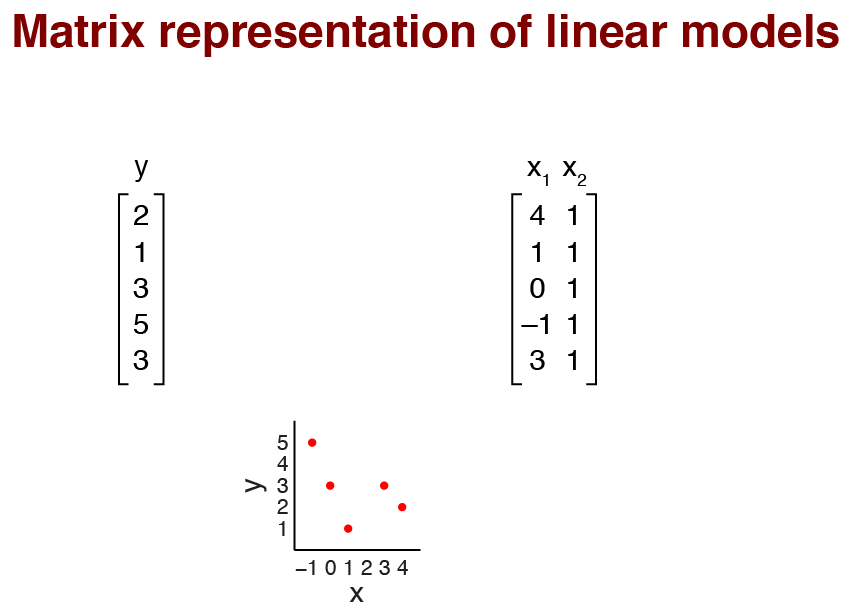 Matrix representation of linear models
y
2
1
3
5
3
x1 x2
4 1
1 1
0 1
–1 1
3 1
y
5
4
3
2
1
–1 0 1 2 3 4
x